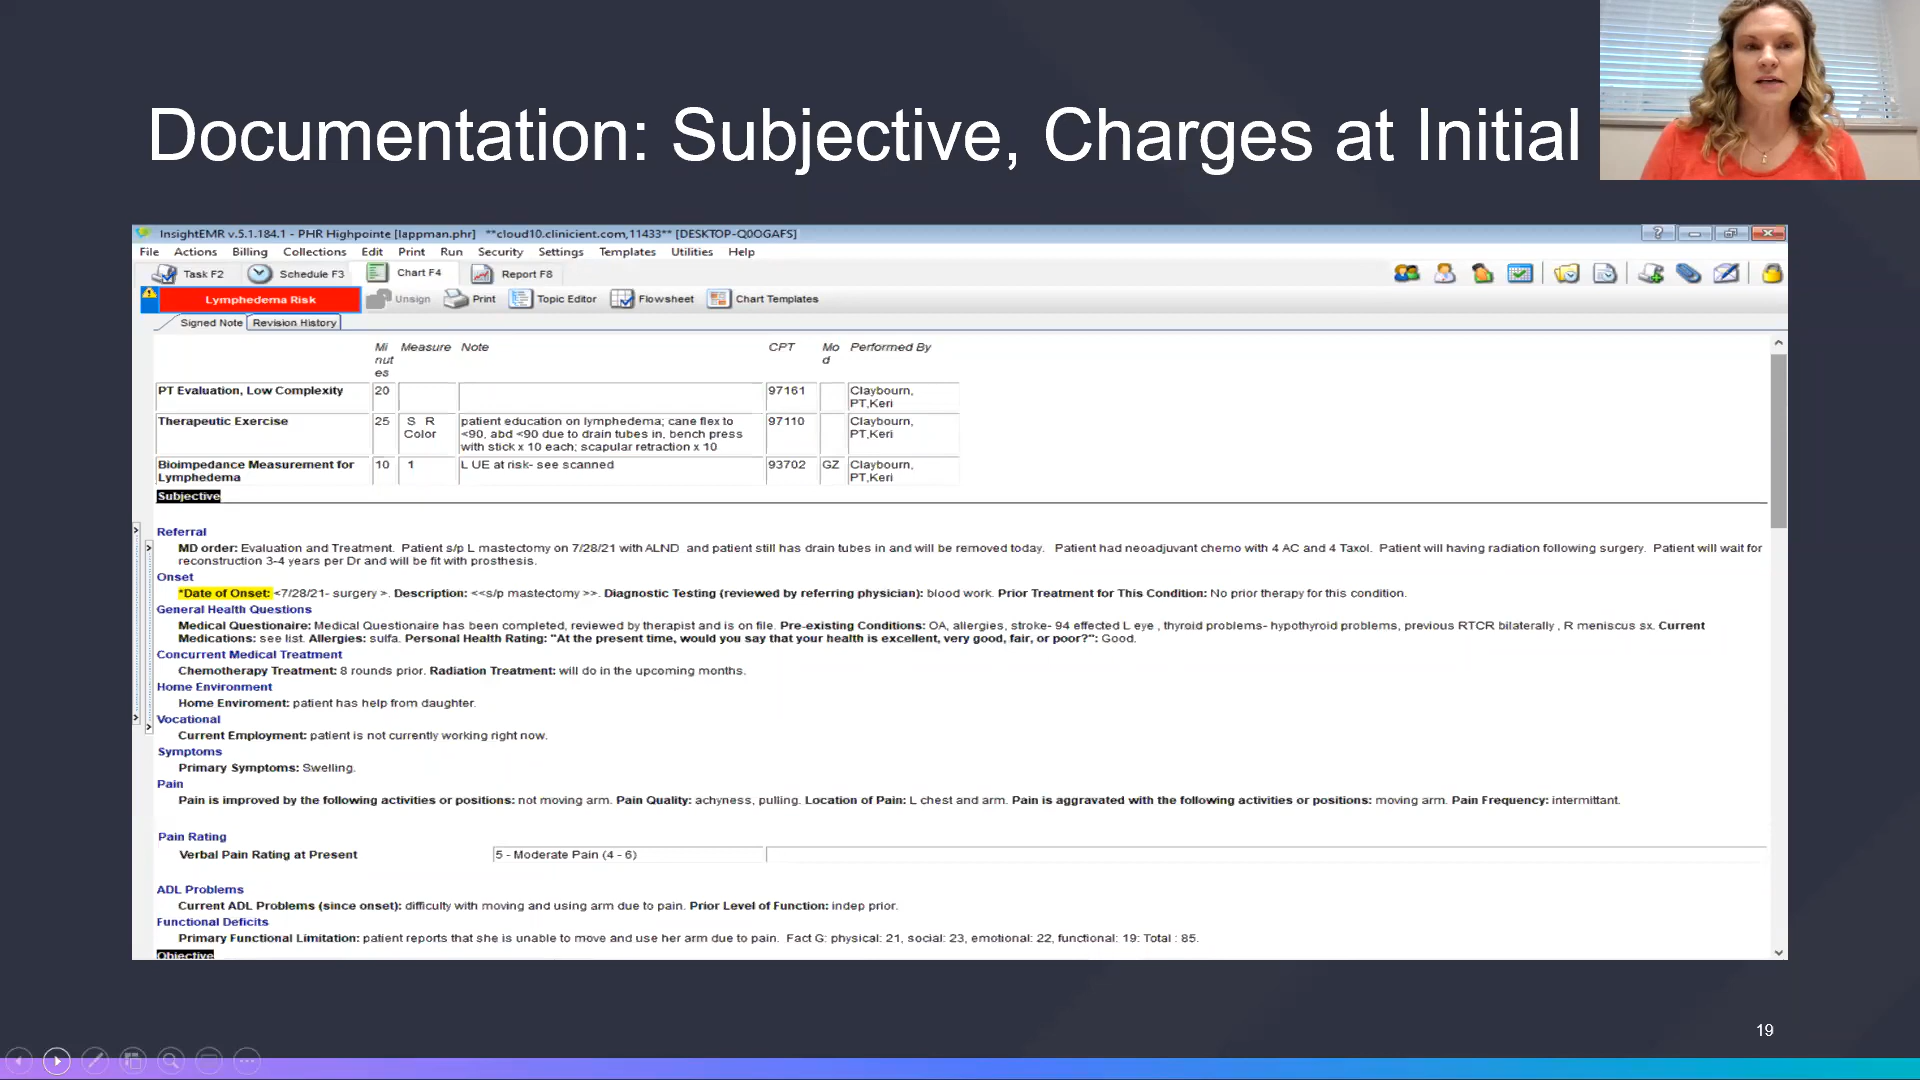 Documentation: Subjective, Charges at Initial
InsightEMR v.5.1.184.1 - PHR Highpointe [lappman.phr] **cloud10.clinicient.com,11433** [DESKTOP-Q0OGAFS]
File Actions Billing Collections Edit Print Run Security Settings Templates Utilities Help
Task F2 Schedule F3 Chart F4 Report F8
Lymphedema Risk Unsign Print Topic Editor Flowsheet Chart Templates
Signed Note Revision History
Mi Measure Note CPT Mo Performed By
nut d
es
PT Evaluation, Low Complexity 20 97161 Claybourn,
PT,Keri
Therapeutic Exercise 25 S R patient education on lymphedema; cane flex to 97110 Claybourn,
Color <90, abd <90 due to drain tubes in, bench press PT,Keri
with stick x 10 each; scapular retraction x 10
Bioimpedance Measurement for 10 1 L UE at risk- see scanned 93702 GZ Claybourn,
Lymphedema PT,Keri
Subjective
Referral
MD order: Evaluation and Treatment. Patient s/p L mastectomy on 7/28/21 with ALND and patient still has drain tubes in and will be removed today. Patient had neoadjuvant chemo with 4 AC and 4 Taxol. Patient will having radiation following surgery. Patient will wait for
reconstruction 3-4 years per Dr and will be fit with prosthesis.
Onset
*Date of Onset: <7/28/21- surgery >. Description: <<s/p mastectomy >>. Diagnostic Testing (reviewed by referring physician): blood work. Prior Treatment for This Condition: No prior therapy for this condition.
General Health Questions
Medical Questionaire: Medical Questionaire has been completed, reviewed by therapist and is on file. Pre-existing Conditions: OA, allergies, stroke- 94 effected L eye , thyroid problems- hypothyroid problems, previous RTCR bilaterally , R meniscus sx. Current
Medications: see list. Allergies: sulfa. Personal Health Rating: "At the present time, would you say that your health is excellent, very good, fair, or poor?": Good.
Concurrent Medical Treatment
Chemotherapy Treatment: 8 rounds prior. Radiation Treatment: will do in the upcoming months.
Home Environment
Home Enviroment: patient has help from daughter.
Vocational
Current Employment: patient is not currently working right now.
Symptoms
Primary Symptoms: Swelling.
Pain
Pain is improved by the following activities or positions: not moving arm. Pain Quality: achyness, pulling. Location of Pain: L chest and arm. Pain is aggravated with the following activities or positions: moving arm. Pain Frequency: intermittant.
Pain Rating
Verbal Pain Rating at Present 5 - Moderate Pain (4 - 6)
ADL Problems
Current ADL Problems (since onset): difficulty with moving and using arm due to pain. Prior Level of Function: indep prior.
Functional Deficits
Primary Functional Limitation: patient reports that she is unable to move and use her arm due to pain. Fact G: physical: 21, social: 23, emotional: 22, functional: 19: Total : 85.
Objective
19